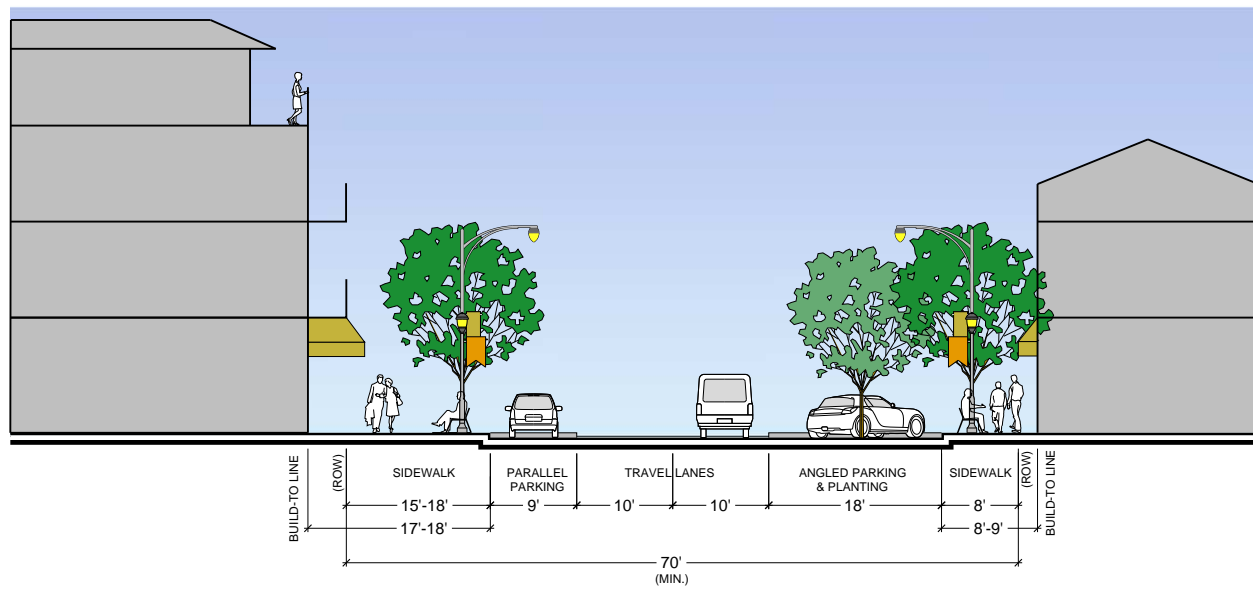 BUILD-TO LINE
(ROW)
SIDEWALK
15'-18'
17'-18'
PARALLEL
PARKING
9'
TRAVEL LANES
10'
10'
ANGLED PARKING
& PLANTING
18'
SIDEWALK
8'
8'-9'
(ROW)
BUILD-TO LINE
70'
(MIN.)